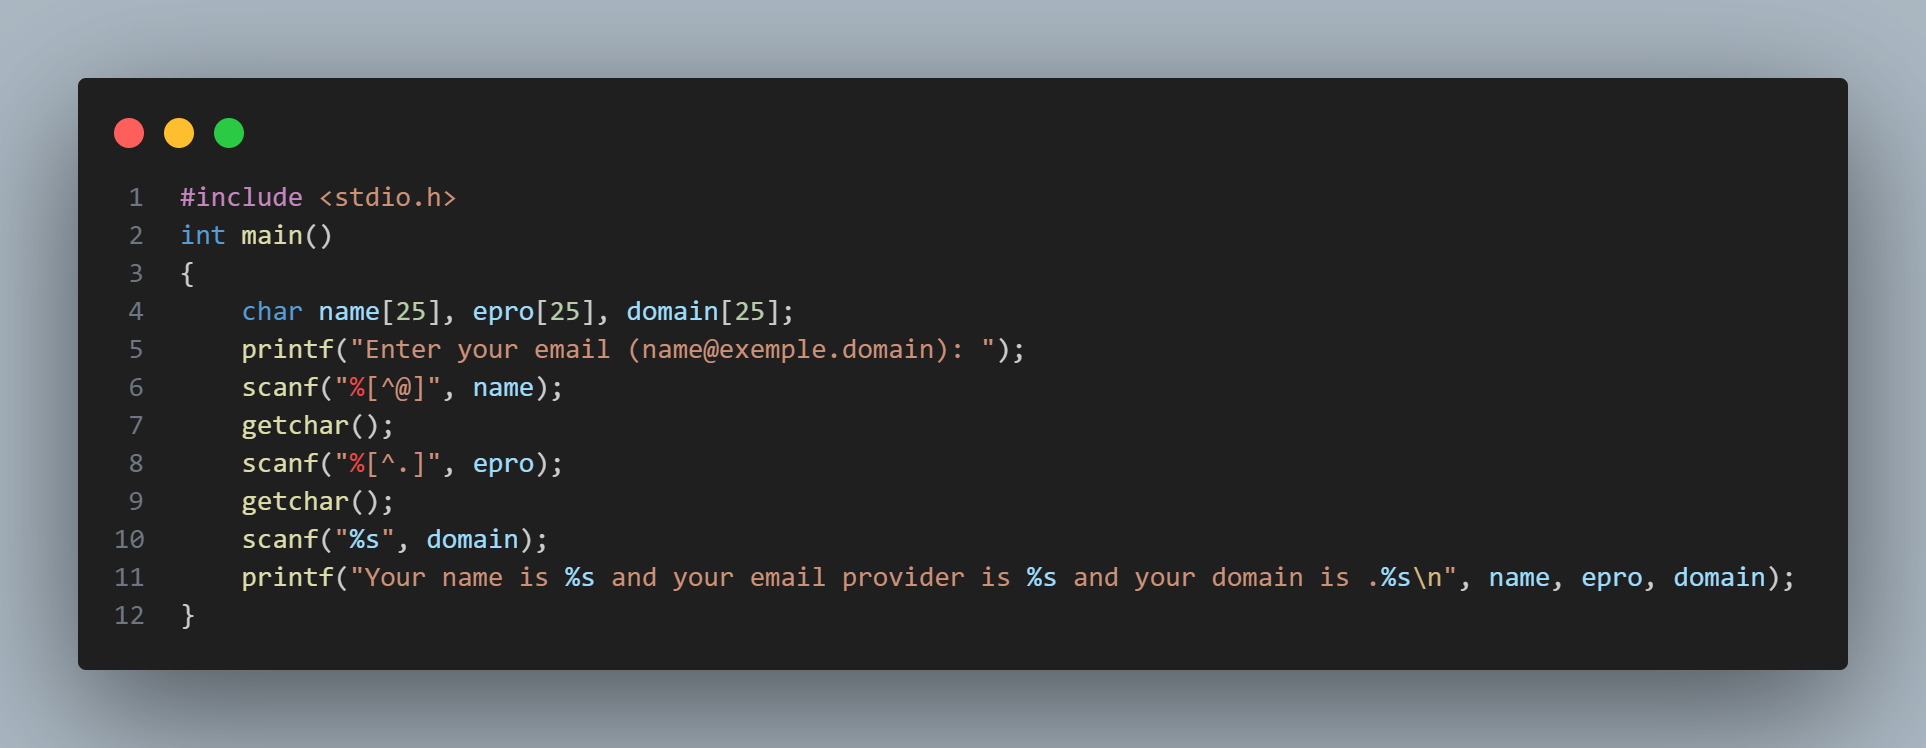 1 #include <stdio.h>
2 int main()
3 {
4     char name[25], epro[25], domain[25];
5     printf("Enter your email (name@exemple.domain): ");
6     scanf("%[^@]", name);
7     getchar();
8     scanf("%[^.]", epro);
9     getchar();
10     scanf("%s", domain);
11     printf("Your name is %s and your email provider is %s and your domain is .%s\n", name, epro, domain);
12 }